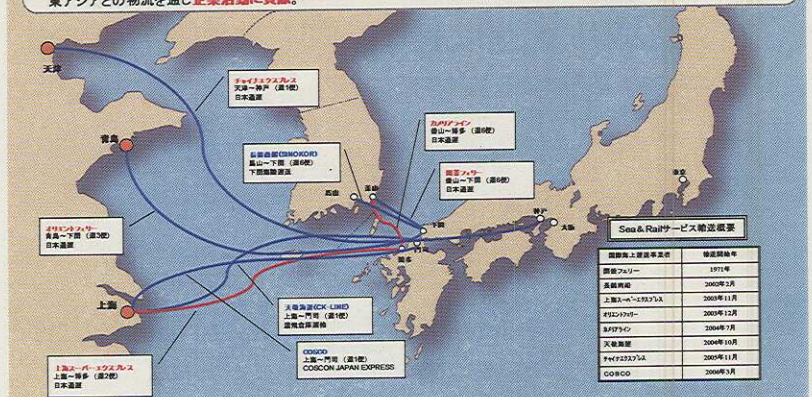 東アジアとの物流を通し企業活動に貢献。
天津
チャイナエクスプレス
天津～神戸 (週1便)
日本通運
カメリアライン
釜山～博多 (週6便)
日本通運
青島
長錦商船(SINOKOR)
馬山～下関 (週6便)
下関海陸運送
関釜フェリー
釜山～下関 (週6便)
日本通運
馬山
釜山
東京
オリエントフェリー
青島～下関 (週3便)
日本通運
下関
神戸
大阪
博多
上海
天敬海運(CK-LINE)
上海～門司 (週1便)
COSCO
上海～門司 (週1便)
COSCON JAPAN EXPRESS
上海スーパーエクスプレス
上海～博多 (週2便)
日本通運
Sea&Railサービス輸送概要
国際海上運送事業者 輸送開始年
関釜フェリー 1971年
長錦商船 2002年2月
上海スーパーエクスプレス 2003年11月
オリエントフェリー 2003年12月
カメリアライン 2004年7月
天敬海運 2004年10月
チャイナエクスプレス 2005年11月
COSCO 2006年3月